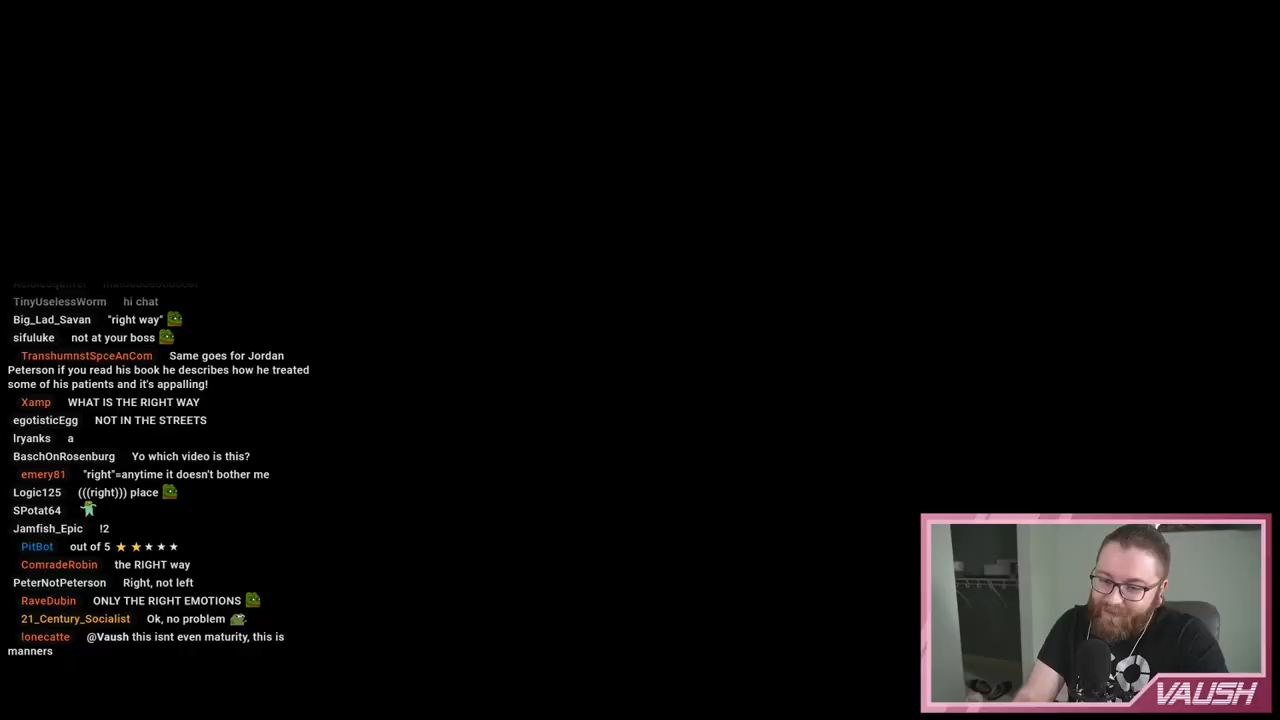 TinyUselessWorm hi chat
Big_Lad_Savan "right way"
sifuluke not at your boss
TranshumnstSpceAnCom Same goes for Jordan
Peterson if you read his book he describes how he treated
some of his patients and it's appalling!
Xamp WHAT IS THE RIGHT WAY
egotisticEgg NOT IN THE STREETS
lryanks a
BaschOnRosenburg Yo which video is this?
emery81 "right"=anytime it doesn't bother me
Logic125 (((right))) place
SPotat64
Jamfish_Epic !2
PitBot out of 5 ★ ★ ★ ★ ★
ComradeRobin the RIGHT way
PeterNotPeterson Right, not left
RaveDubin ONLY THE RIGHT EMOTIONS
21_Century_Socialist Ok, no problem
lonecatte @Vaush this isnt even maturity, this is
manners
VAUSH